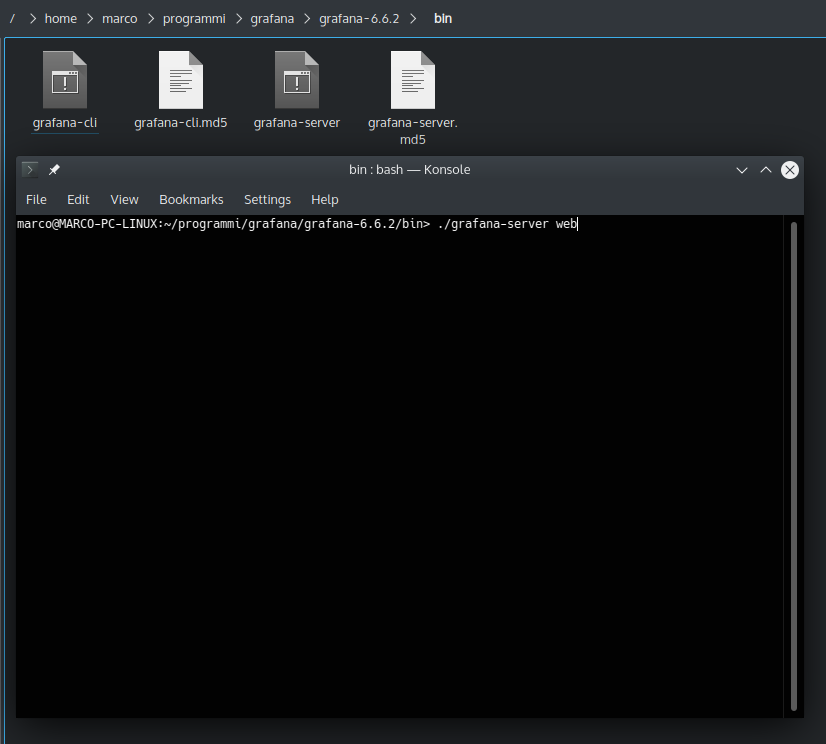 / > home > marco > programmi > grafana > grafana-6.6.2 > bin
grafana-cli
grafana-cli.md5
grafana-server
grafana-server.
md5
bin : bash — Konsole
File Edit View Bookmarks Settings Help
marco@MARCO-PC-LINUX:~/programmi/grafana/grafana-6.6.2/bin> ./grafana-server web